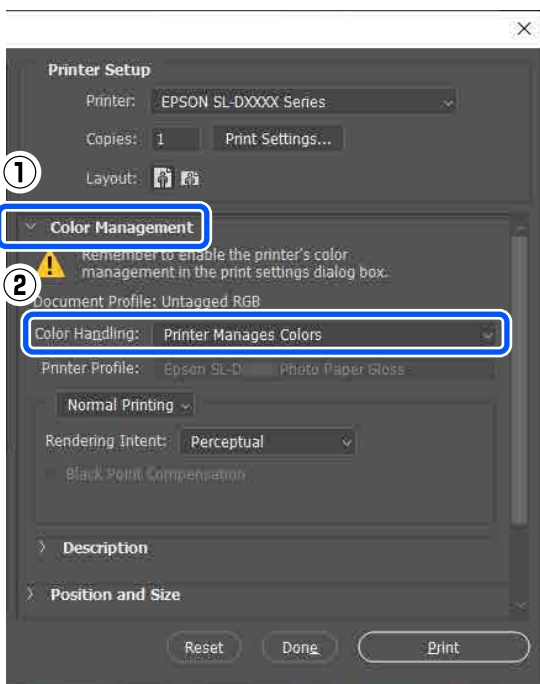 Printer Setup
Printer: EPSON SL-DXXXX Series
Copies: 1 Print Settings...
Layout:
①
Color Management
Remember to enable the printer's color
management in the print settings dialog box.
②
Document Profile: Untagged RGB
Color Handling: Printer Manages Colors
Printer Profile: Epson SL-D Photo Paper Gloss
Normal Printing
Rendering Intent: Perceptual
Black Point Compensation
Description
Position and Size
Reset Done Print